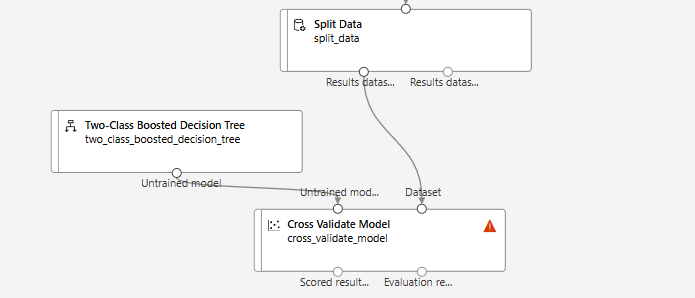 Split Data
split_data
Results datas...
Results datas...
Two-Class Boosted Decision Tree
two_class_boosted_decision_tree
Untrained model
Untrained mod...
Dataset
Cross Validate Model
cross_validate_model
Scored result...
Evaluation re...